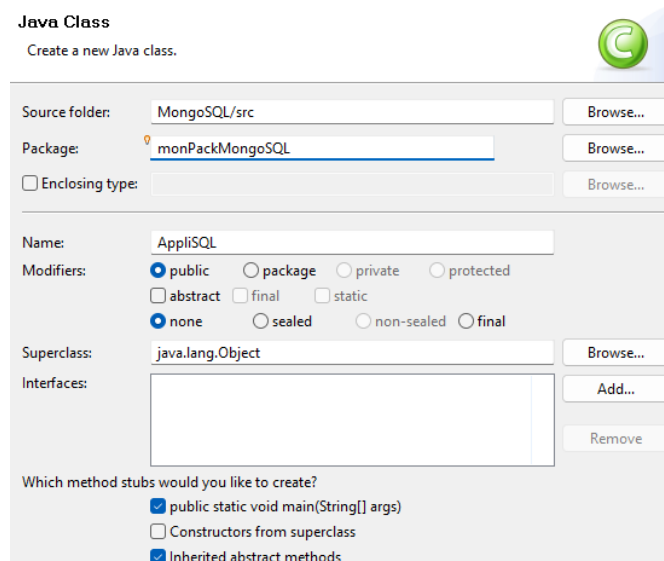 Java Class
Create a new Java class.
C
Source folder: MongoSQL/src Browse...
Package: monPackMongoSQL Browse...
Enclosing type: Browse...
Name: AppliSQL
Modifiers: public package private protected
abstract final static
none sealed non-sealed final
Superclass: java.lang.Object Browse...
Interfaces: Add...
Remove
Which method stubs would you like to create?
public static void main(String[] args)
Constructors from superclass
Inherited abstract methods